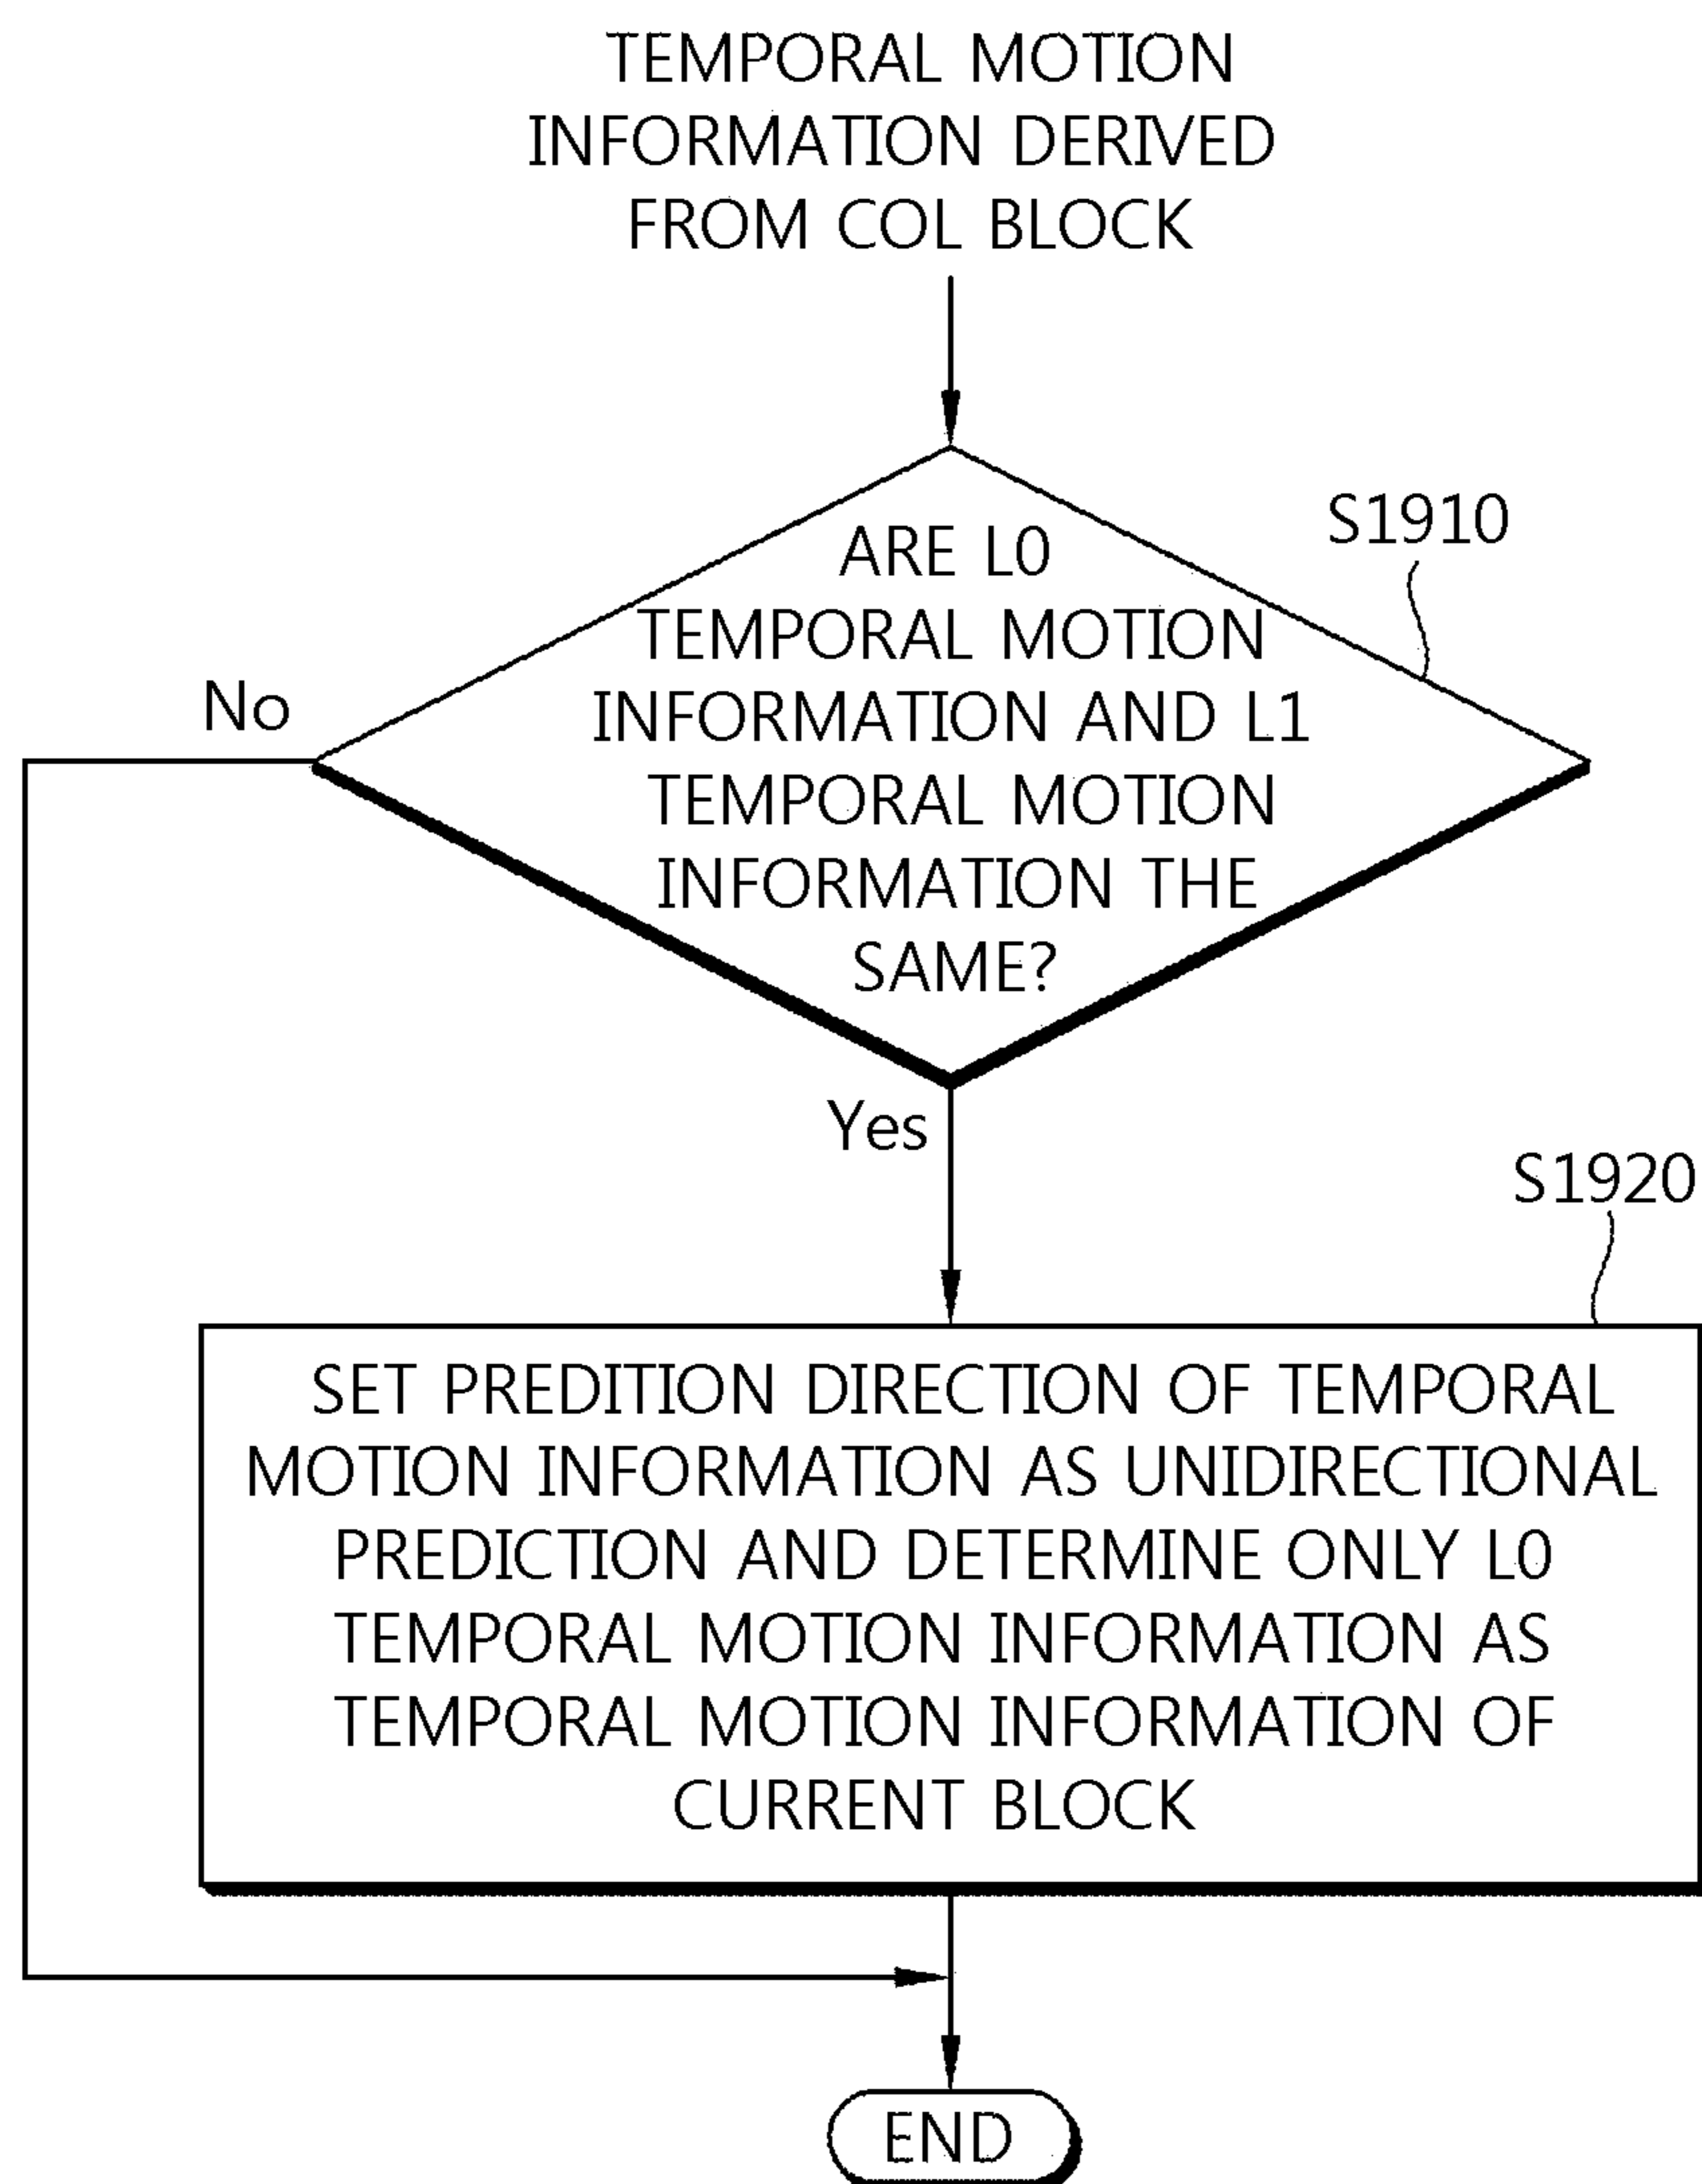 TEMPORAL MOTION
INFORMATION DERIVED
FROM COL BLOCK
S1910
ARE L0
TEMPORAL MOTION
INFORMATION AND L1
TEMPORAL MOTION
INFORMATION THE
SAME?
No
Yes
S1920
SET PREDITION DIRECTION OF TEMPORAL
MOTION INFORMATION AS UNIDIRECTIONAL
PREDICTION AND DETERMINE ONLY L0
TEMPORAL MOTION INFORMATION AS
TEMPORAL MOTION INFORMATION OF
CURRENT BLOCK
END